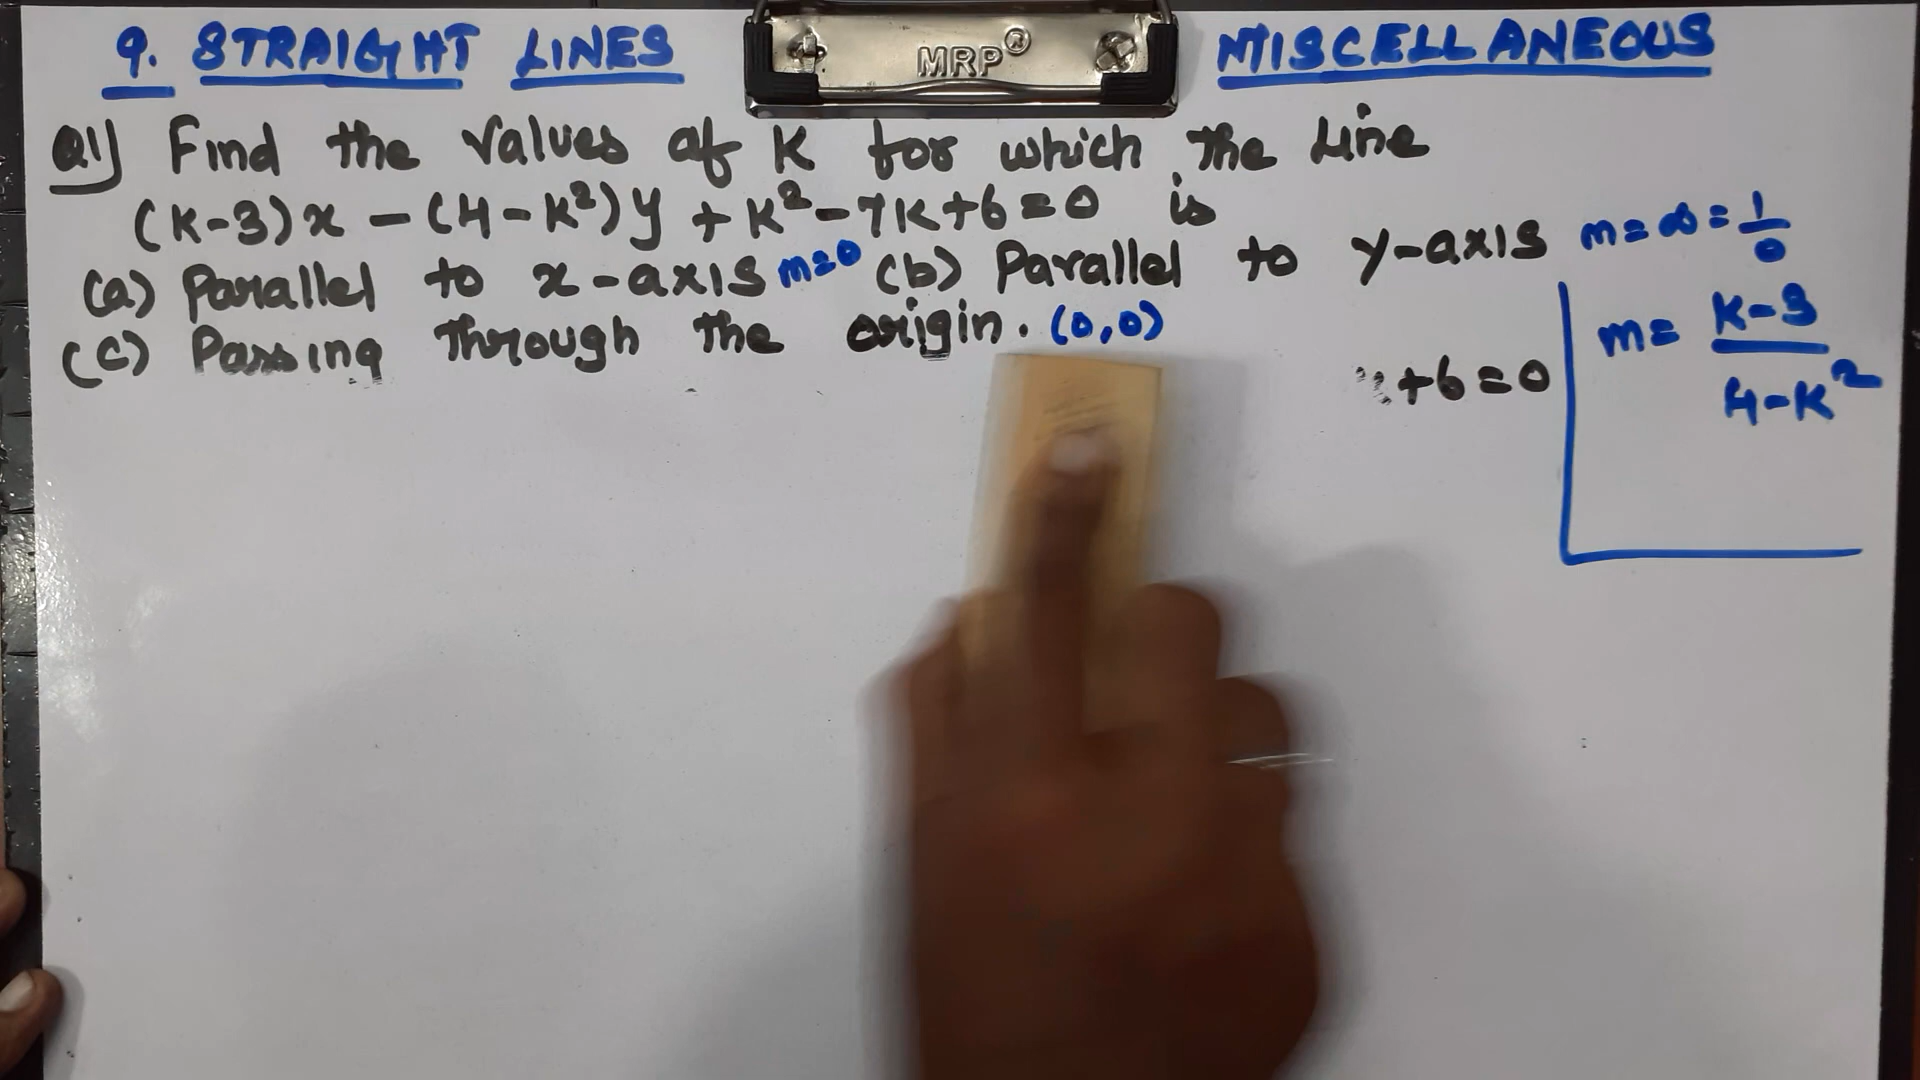 9. STRAIGHT LINES
MRP®
MISCELLANEOUS
Q1) Find the values of K for which the line
(K-3)x - (4-K²)y + K²-7K+6=0 is
(a) Parallel to x-axis m=0 (b) Parallel to y-axis m=∞=1/0
(c) Passing through the origin. (0,0)
+6=0
m= K-3
4-K²